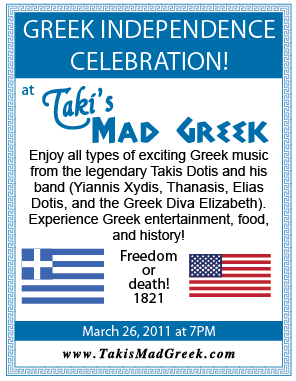 GREEK INDEPENDENCE
CELEBRATION!
at
Taki's
MAD GREEK
Enjoy all types of exciting Greek music
from the legendary Takis Dotis and his
band (Yiannis Xydis, Thanasis, Elias
Dotis, and the Greek Diva Elizabeth).
Experience Greek entertainment, food,
and history!
Freedom
or
death!
1821
March 26, 2011 at 7PM
www.TakisMadGreek.com